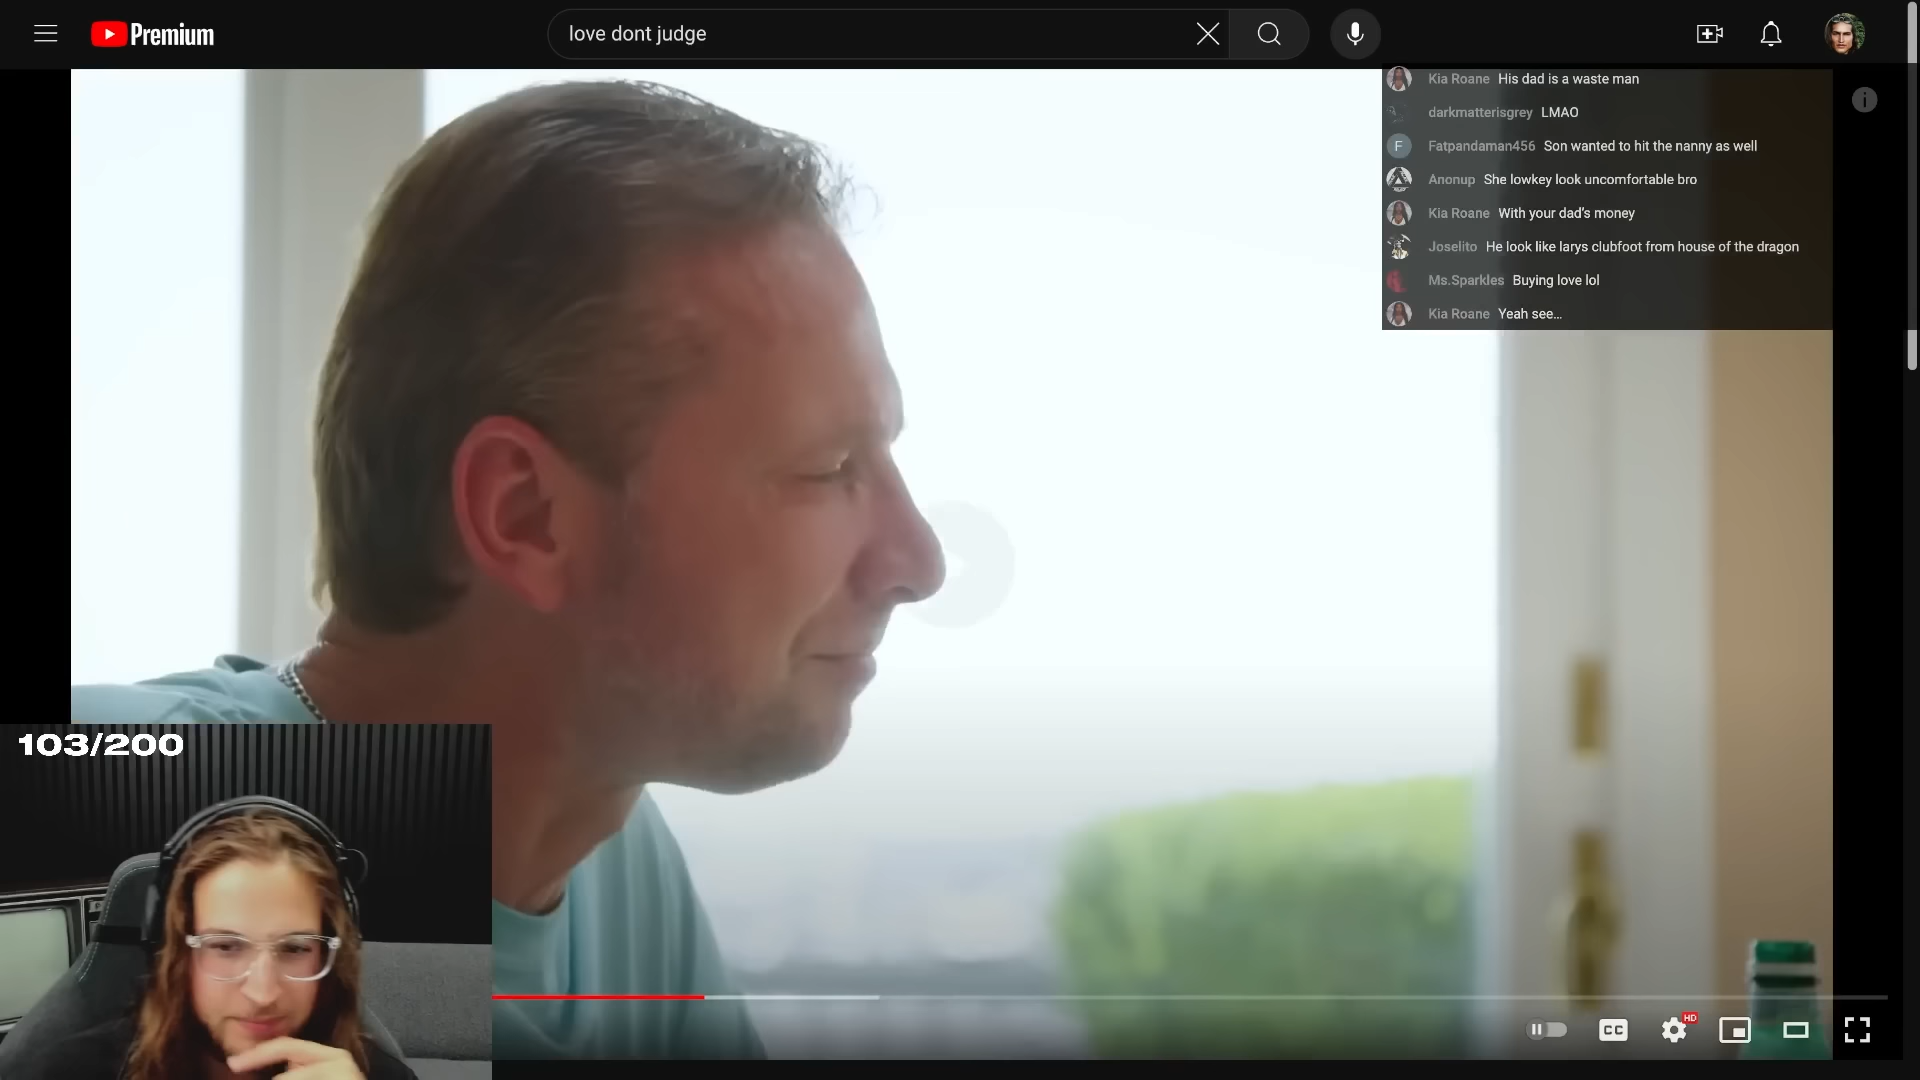 Premium
love dont judge
Kia Roane His dad is a waste man
darkmatterisgrey LMAO
F Fatpandaman456 Son wanted to hit the nanny as well
Anonup She lowkey look uncomfortable bro
Kia Roane With your dad's money
Joselito He look like larys clubfoot from house of the dragon
Ms.Sparkles Buying love lol
Kia Roane Yeah see...
103/200
CC
HD